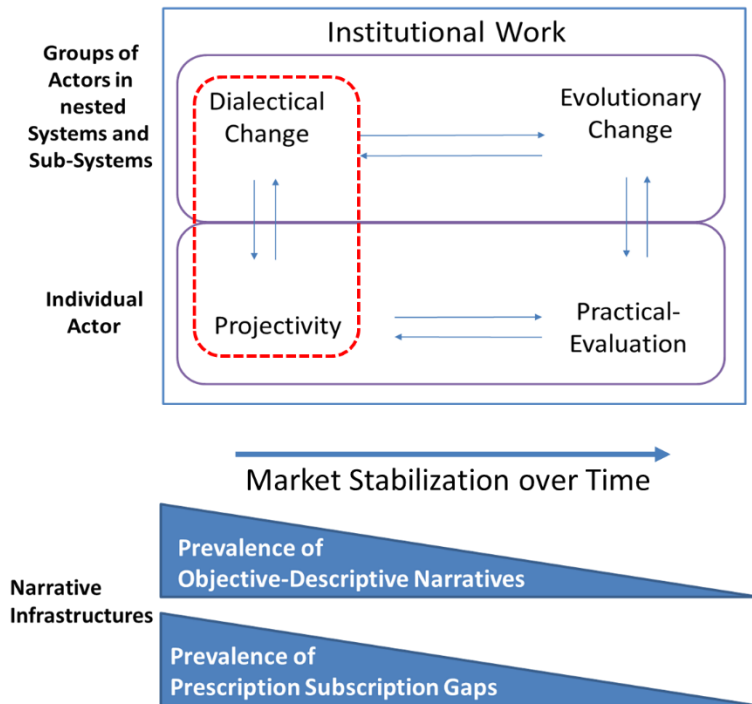 Institutional Work
Groups of
Actors in
nested
Systems and
Sub-Systems
Dialectical
Change
Evolutionary
Change
Individual
Actor
Projectivity
Practical-
Evaluation
Market Stabilization over Time
Narrative
Infrastructures
Prevalence of
Objective-Descriptive Narratives
Prevalence of
Prescription Subscription Gaps